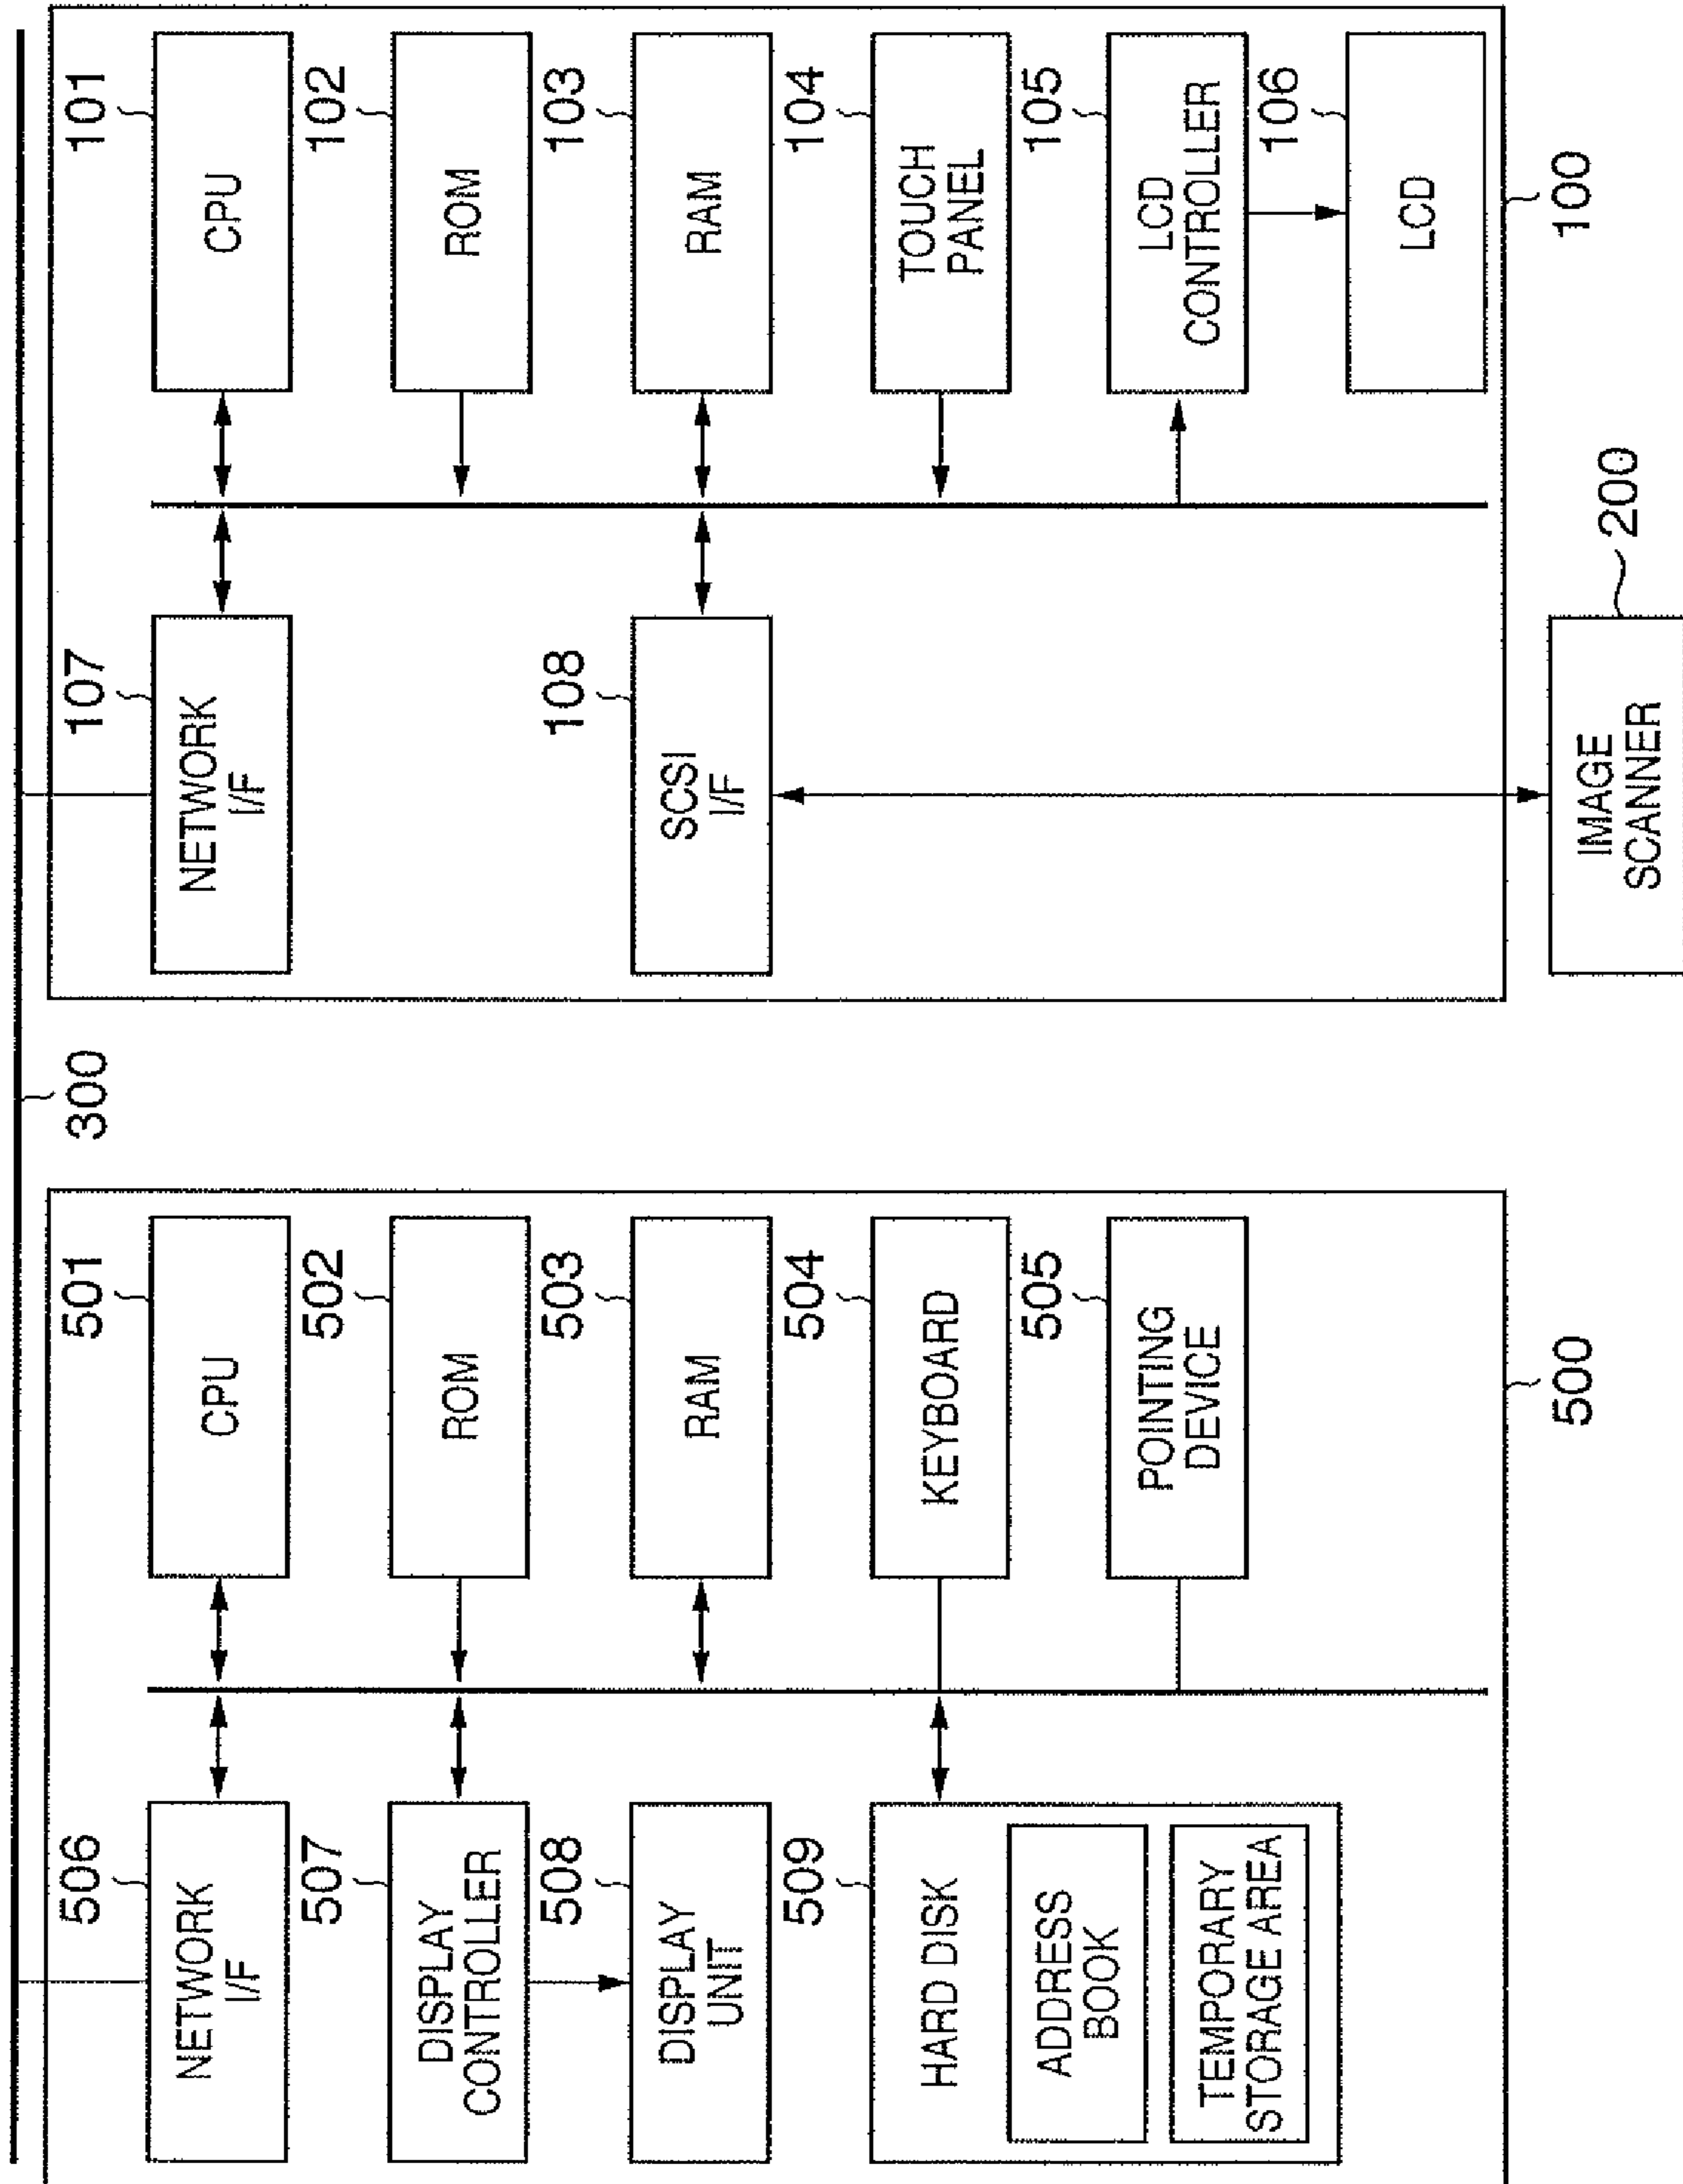 300
506
NETWORK
I/F
507
DISPLAY
CONTROLLER
508
DISPLAY
UNIT
509
HARD DISK
ADDRESS
BOOK
TEMPORARY
STORAGE AREA
501
CPU
502
ROM
503
RAM
504
KEYBOARD
505
POINTING
DEVICE
500
107
NETWORK
I/F
108
SCSI
I/F
101
CPU
102
ROM
103
RAM
104
TOUCH
PANEL
105
LCD
CONTROLLER
106
LCD
100
200
IMAGE
SCANNER